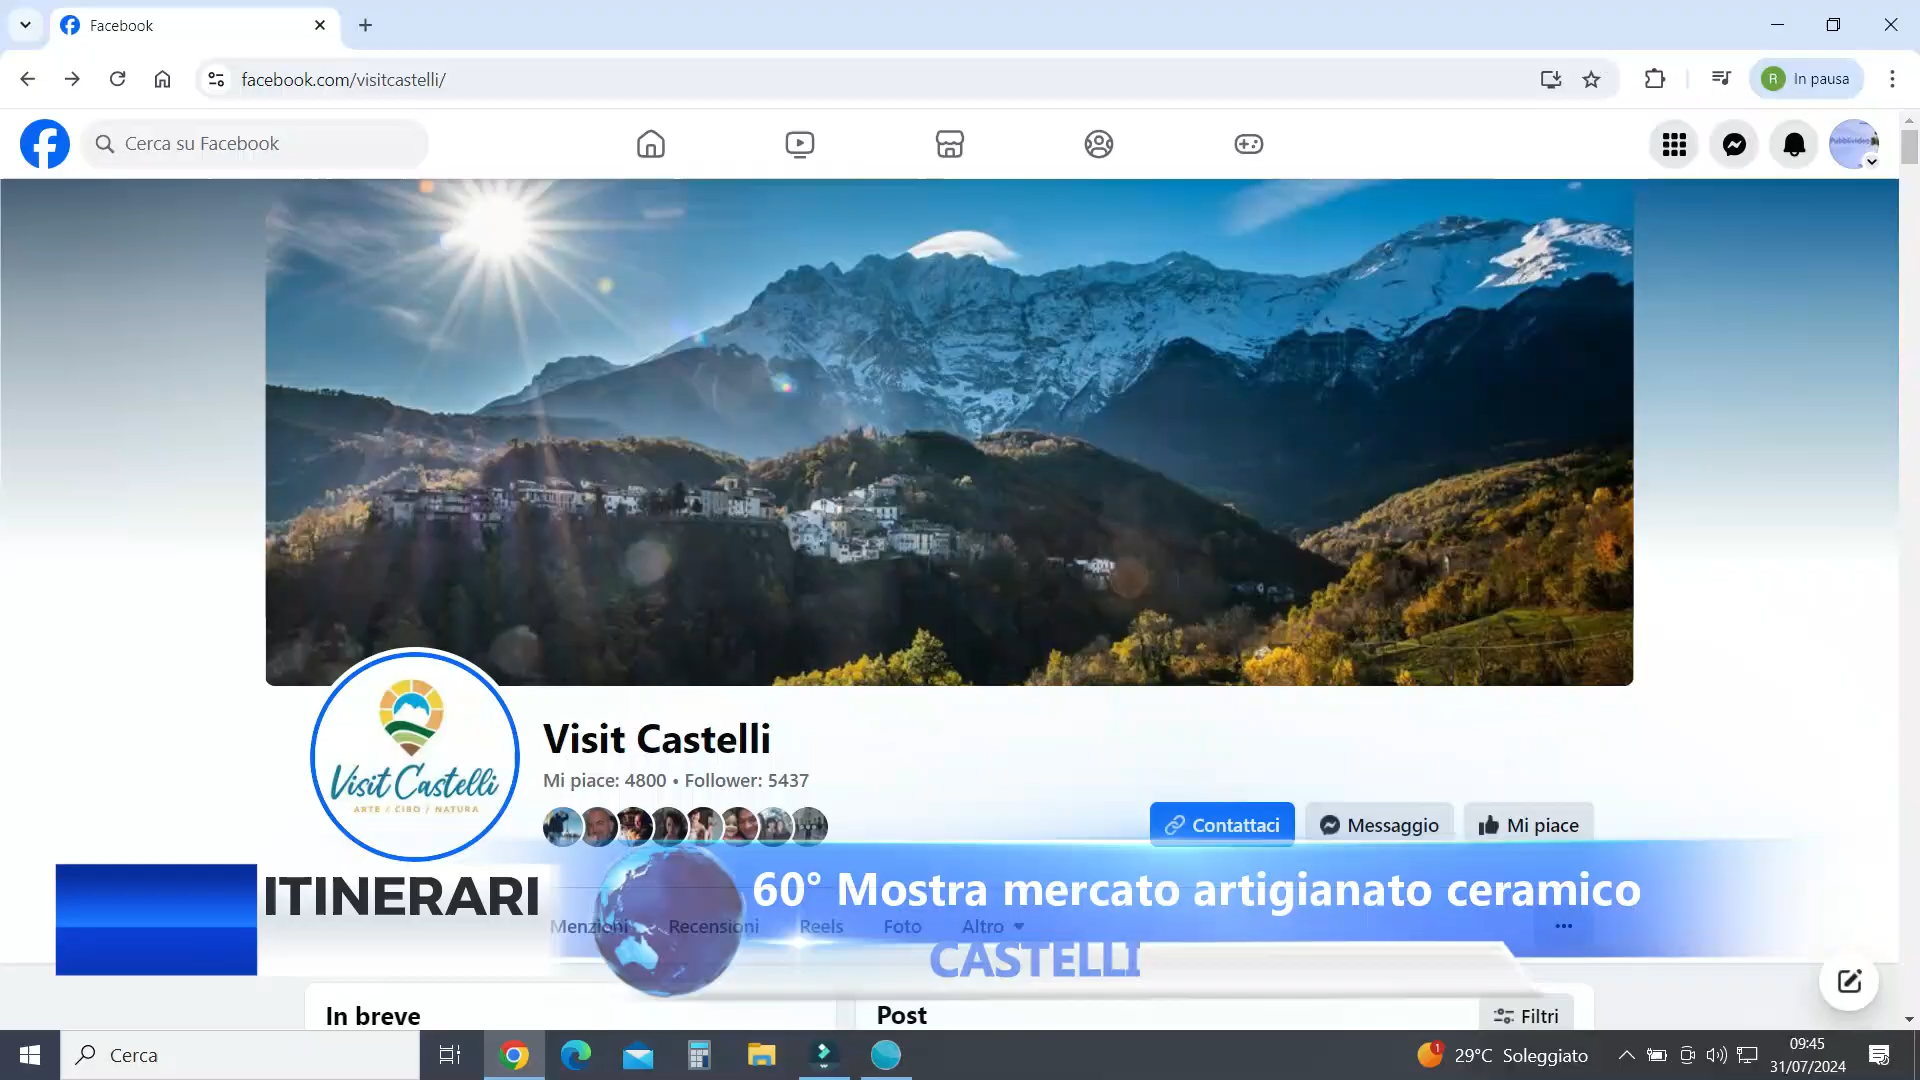 Facebook
facebook.com/visitcastelli/
R In pausa
Cerca su Facebook
Visit Castelli
ARTE / CIBO / NATURA
Visit Castelli
Mi piace: 4800 • Follower: 5437
Contattaci
Messaggio
Mi piace
ITINERARI
60° Mostra mercato artigianato ceramico
Menzioni Recensioni Reels Foto Altro
CASTELLI
In breve
Post
Filtri
Cerca
1
29°C Soleggiato
09:45
31/07/2024